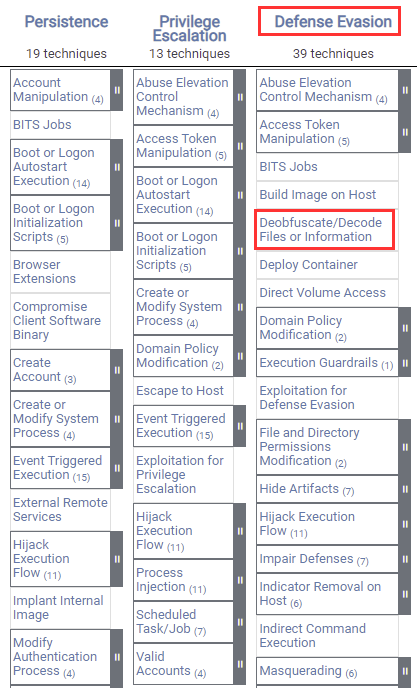 Persistence
19 techniques
Account
Manipulation (4)
BITS Jobs
Boot or Logon
Autostart
Execution (14)
Boot or Logon
Initialization
Scripts (5)
Browser
Extensions
Compromise
Client Software
Binary
Create
Account (3)
Create or
Modify System
Process (4)
Event Triggered
Execution (15)
External Remote
Services
Hijack
Execution
Flow (11)
Implant Internal
Image
Modify
Authentication
Process (4)
Privilege
Escalation
13 techniques
Abuse Elevation
Control
Mechanism (4)
Access Token
Manipulation (5)
Boot or Logon
Autostart
Execution (14)
Boot or Logon
Initialization
Scripts (5)
Create or
Modify System
Process (4)
Domain Policy
Modification (2)
Escape to Host
Event Triggered
Execution (15)
Exploitation for
Privilege
Escalation
Hijack
Execution
Flow (11)
Process
Injection (11)
Scheduled
Task/Job (7)
Valid
Accounts (4)
Defense Evasion
39 techniques
Abuse Elevation
Control Mechanism (4)
Access Token
Manipulation (5)
BITS Jobs
Build Image on Host
Deobfuscate/Decode
Files or Information
Deploy Container
Direct Volume Access
Domain Policy
Modification (2)
Execution Guardrails (1)
Exploitation for
Defense Evasion
File and Directory
Permissions
Modification (2)
Hide Artifacts (7)
Hijack Execution
Flow (11)
Impair Defenses (7)
Indicator Removal on
Host (6)
Indirect Command
Execution
Masquerading (6)